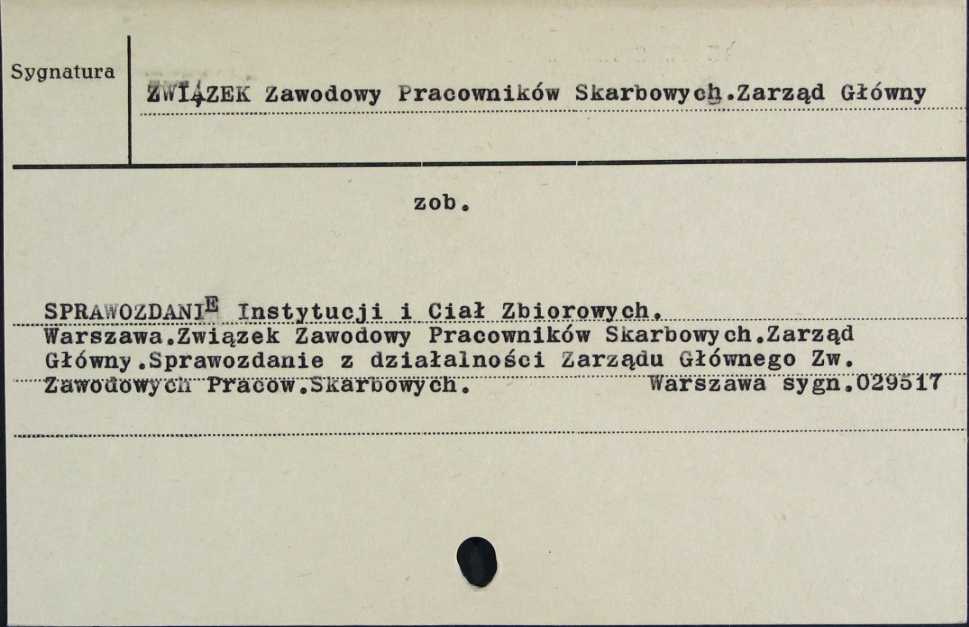 Sygnatura
ZWIĄZEK Zawodowy Pracowników Skarbowych.Zarząd Główny
zob.
SPRAWOZDANIE Instytucji i Ciał Zbiorowych.
Warszawa.Związek Zawodowy Pracowników Skarbowych.Zarząd
Główny.Sprawozdanie z działalności Zarządu Głównego Zw.
Zawodowych Pracow.Skarbowych. Warszawa sygn.029517